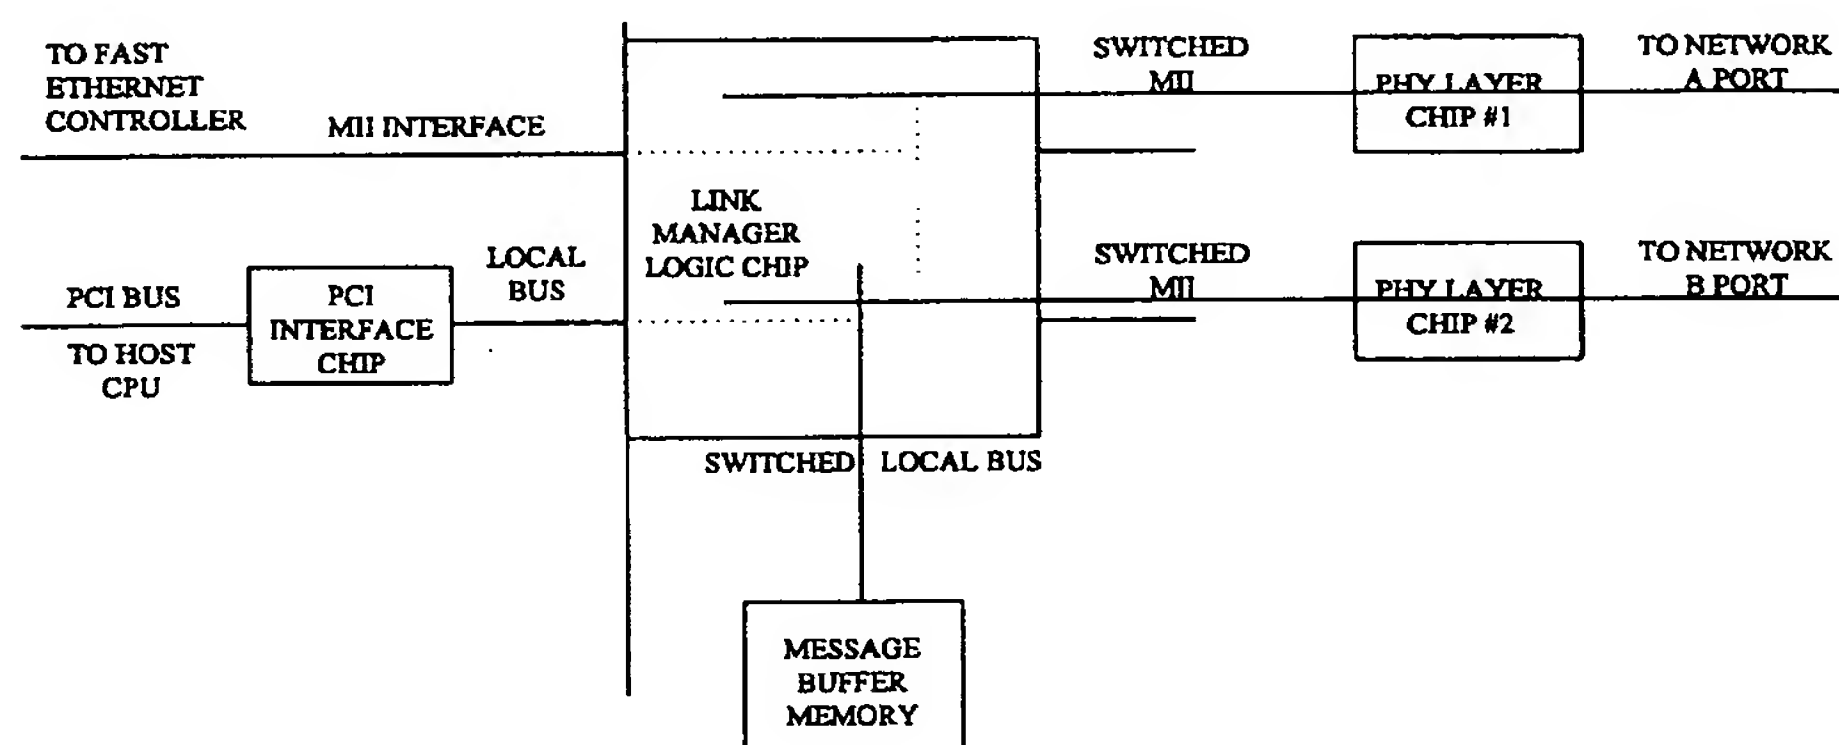 TO FAST
ETHERNET
CONTROLLER
MII INTERFACE
SWITCHED
MII
PHY LAYER
CHIP #1
TO NETWORK
A PORT
LINK
MANAGER
LOGIC CHIP
LOCAL
BUS
PCI BUS
TO HOST
CPU
PCI
INTERFACE
CHIP
SWITCHED
MII
PHY LAYER
CHIP #2
TO NETWORK
B PORT
SWITCHED LOCAL BUS
MESSAGE
BUFFER
MEMORY